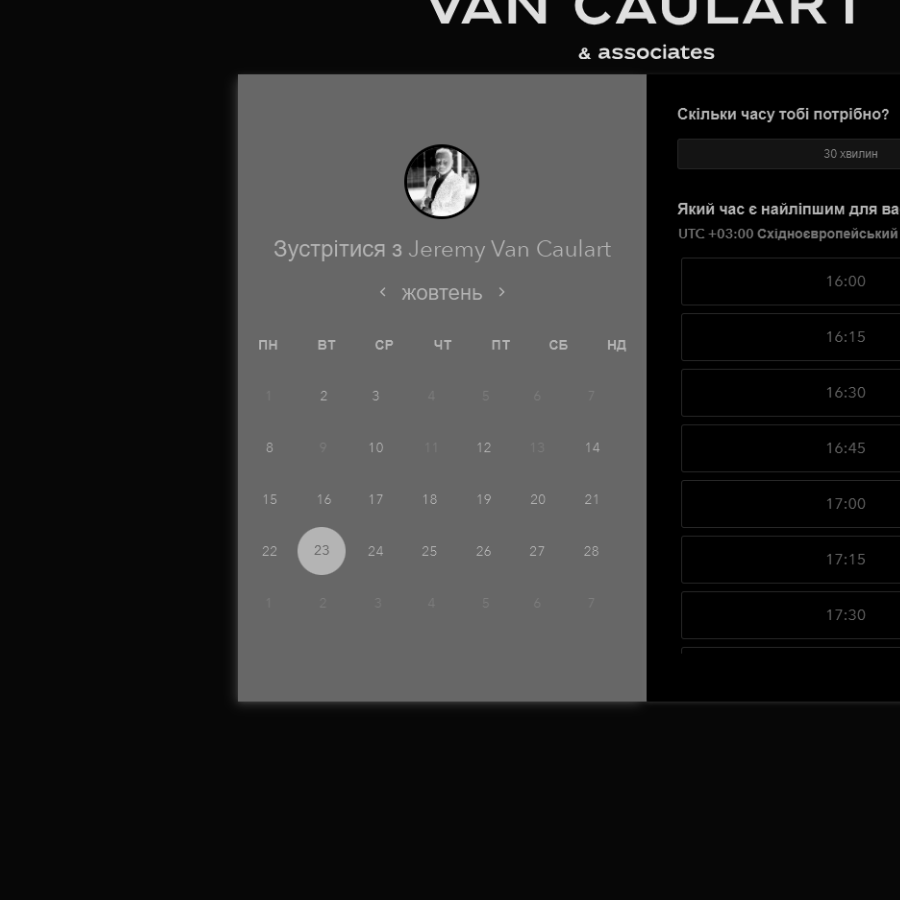 VAN CAULART
& associates
Зустрітися з Jeremy Van Caulart
жовтень
ПН ВТ СР ЧТ ПТ СБ НД
1 2 3 4 5 6 7
8 9 10 11 12 13 14
15 16 17 18 19 20 21
22 23 24 25 26 27 28
1 2 3 4 5 6 7
Скільки часу тобі потрібно?
30 хвилин
Який час є найліпшим для ва
UTC +03:00 Східноєвропейський
16:00
16:15
16:30
16:45
17:00
17:15
17:30